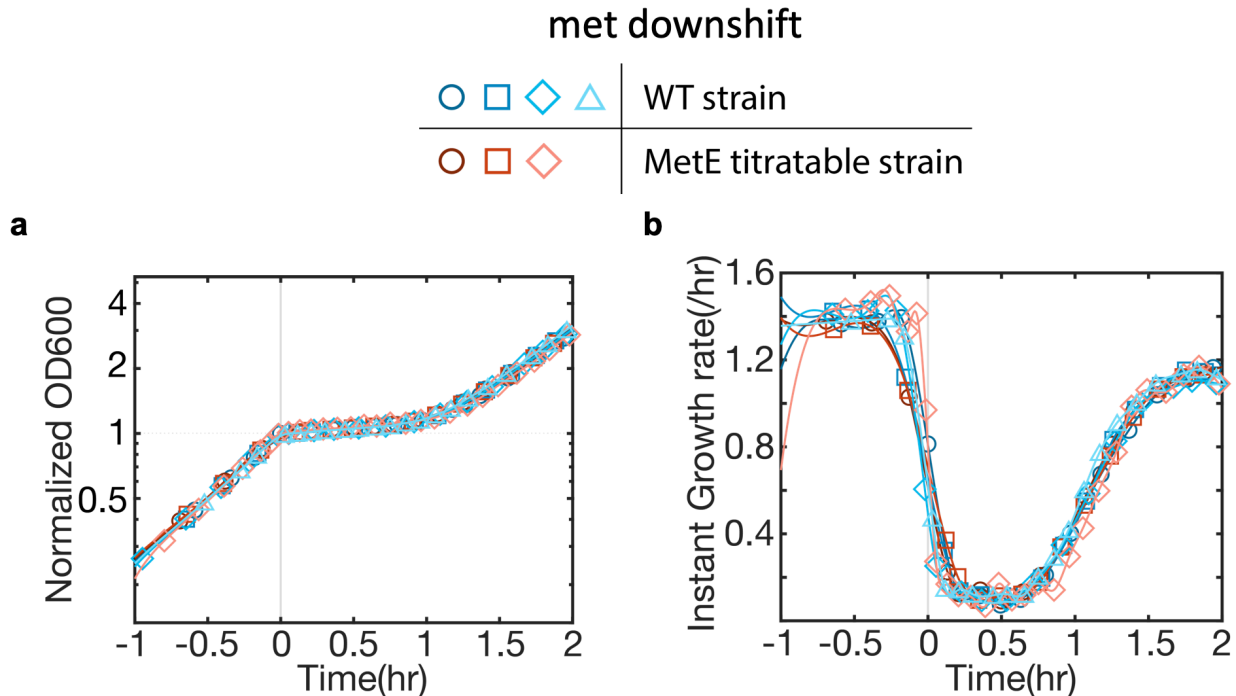 met downshift
WT strain
MetE titratable strain
a
b
Normalized OD600
4
2
1
0.5
-1 -0.5 0 0.5 1 1.5 2
Time(hr)
Instant Growth rate(/hr)
1.6
1.2
0.8
0.4
-1 -0.5 0 0.5 1 1.5 2
Time(hr)